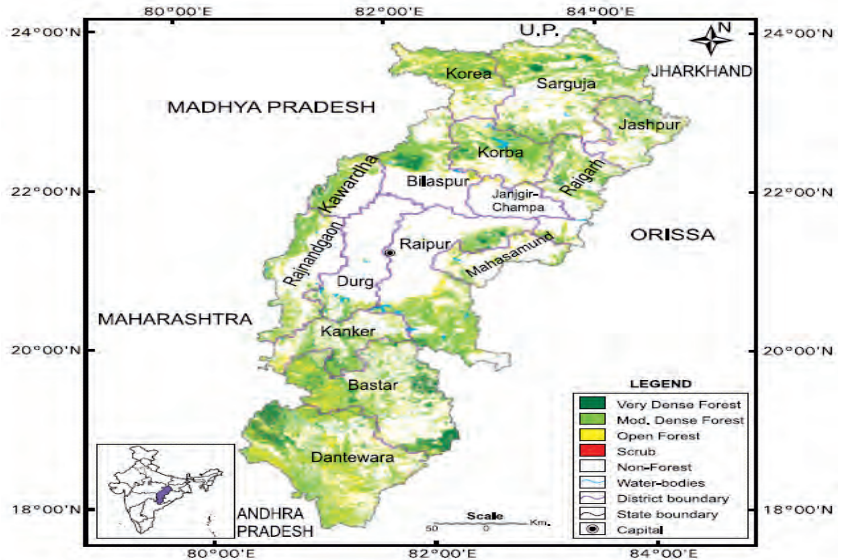 80°00'E 82°00'E 84°00'E
24°00'N
24°00'N
U.P.
N
JHARKHAND
MADHYA PRADESH
Korea
Sarguja
Jashpur
Korba
Raigarh
Kawardha
Bilaspur
Janjgir-
Champa
22°00'N
22°00'N
ORISSA
Rajnandgaon
Raipur
Mahasamund
Durg
MAHARASHTRA
Kanker
20°00'N
20°00'N
Bastar
Dantewara
LEGEND
Very Dense Forest
Mod. Dense Forest
Open Forest
Scrub
Non-Forest
Water-bodies
District boundary
State boundary
Capital
18°00'N
18°00'N
ANDHRA
PRADESH
Scale
50 0 50 Km.
80°00'E 82°00'E 84°00'E